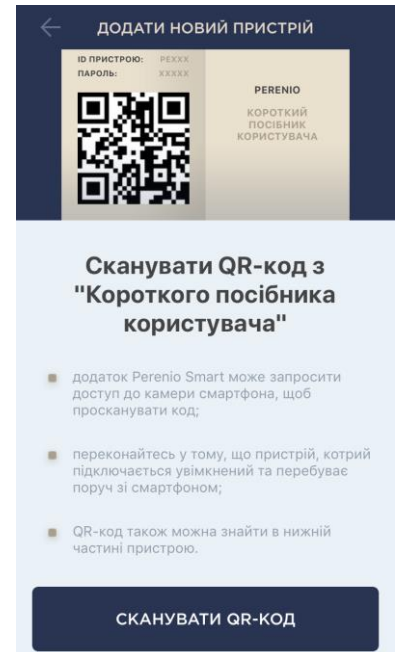 ДОДАТИ НОВИЙ ПРИСТРІЙ
ID ПРИСТРОЮ: PEXXX
ПАРОЛЬ: XXXXX
PERENIO
КОРОТКИЙ
ПОСІБНИК
КОРИСТУВАЧА
Сканувати QR-код з
"Короткого посібника
користувача"
додаток Perenio Smart може запросити
доступ до камери смартфона, щоб
просканувати код;
переконайтесь у тому, що пристрій, котрий
підключається увімкнений та перебуває
поруч зі смартфоном;
QR-код також можна знайти в нижній
частині пристрою.
СКАНУВАТИ QR-КОД